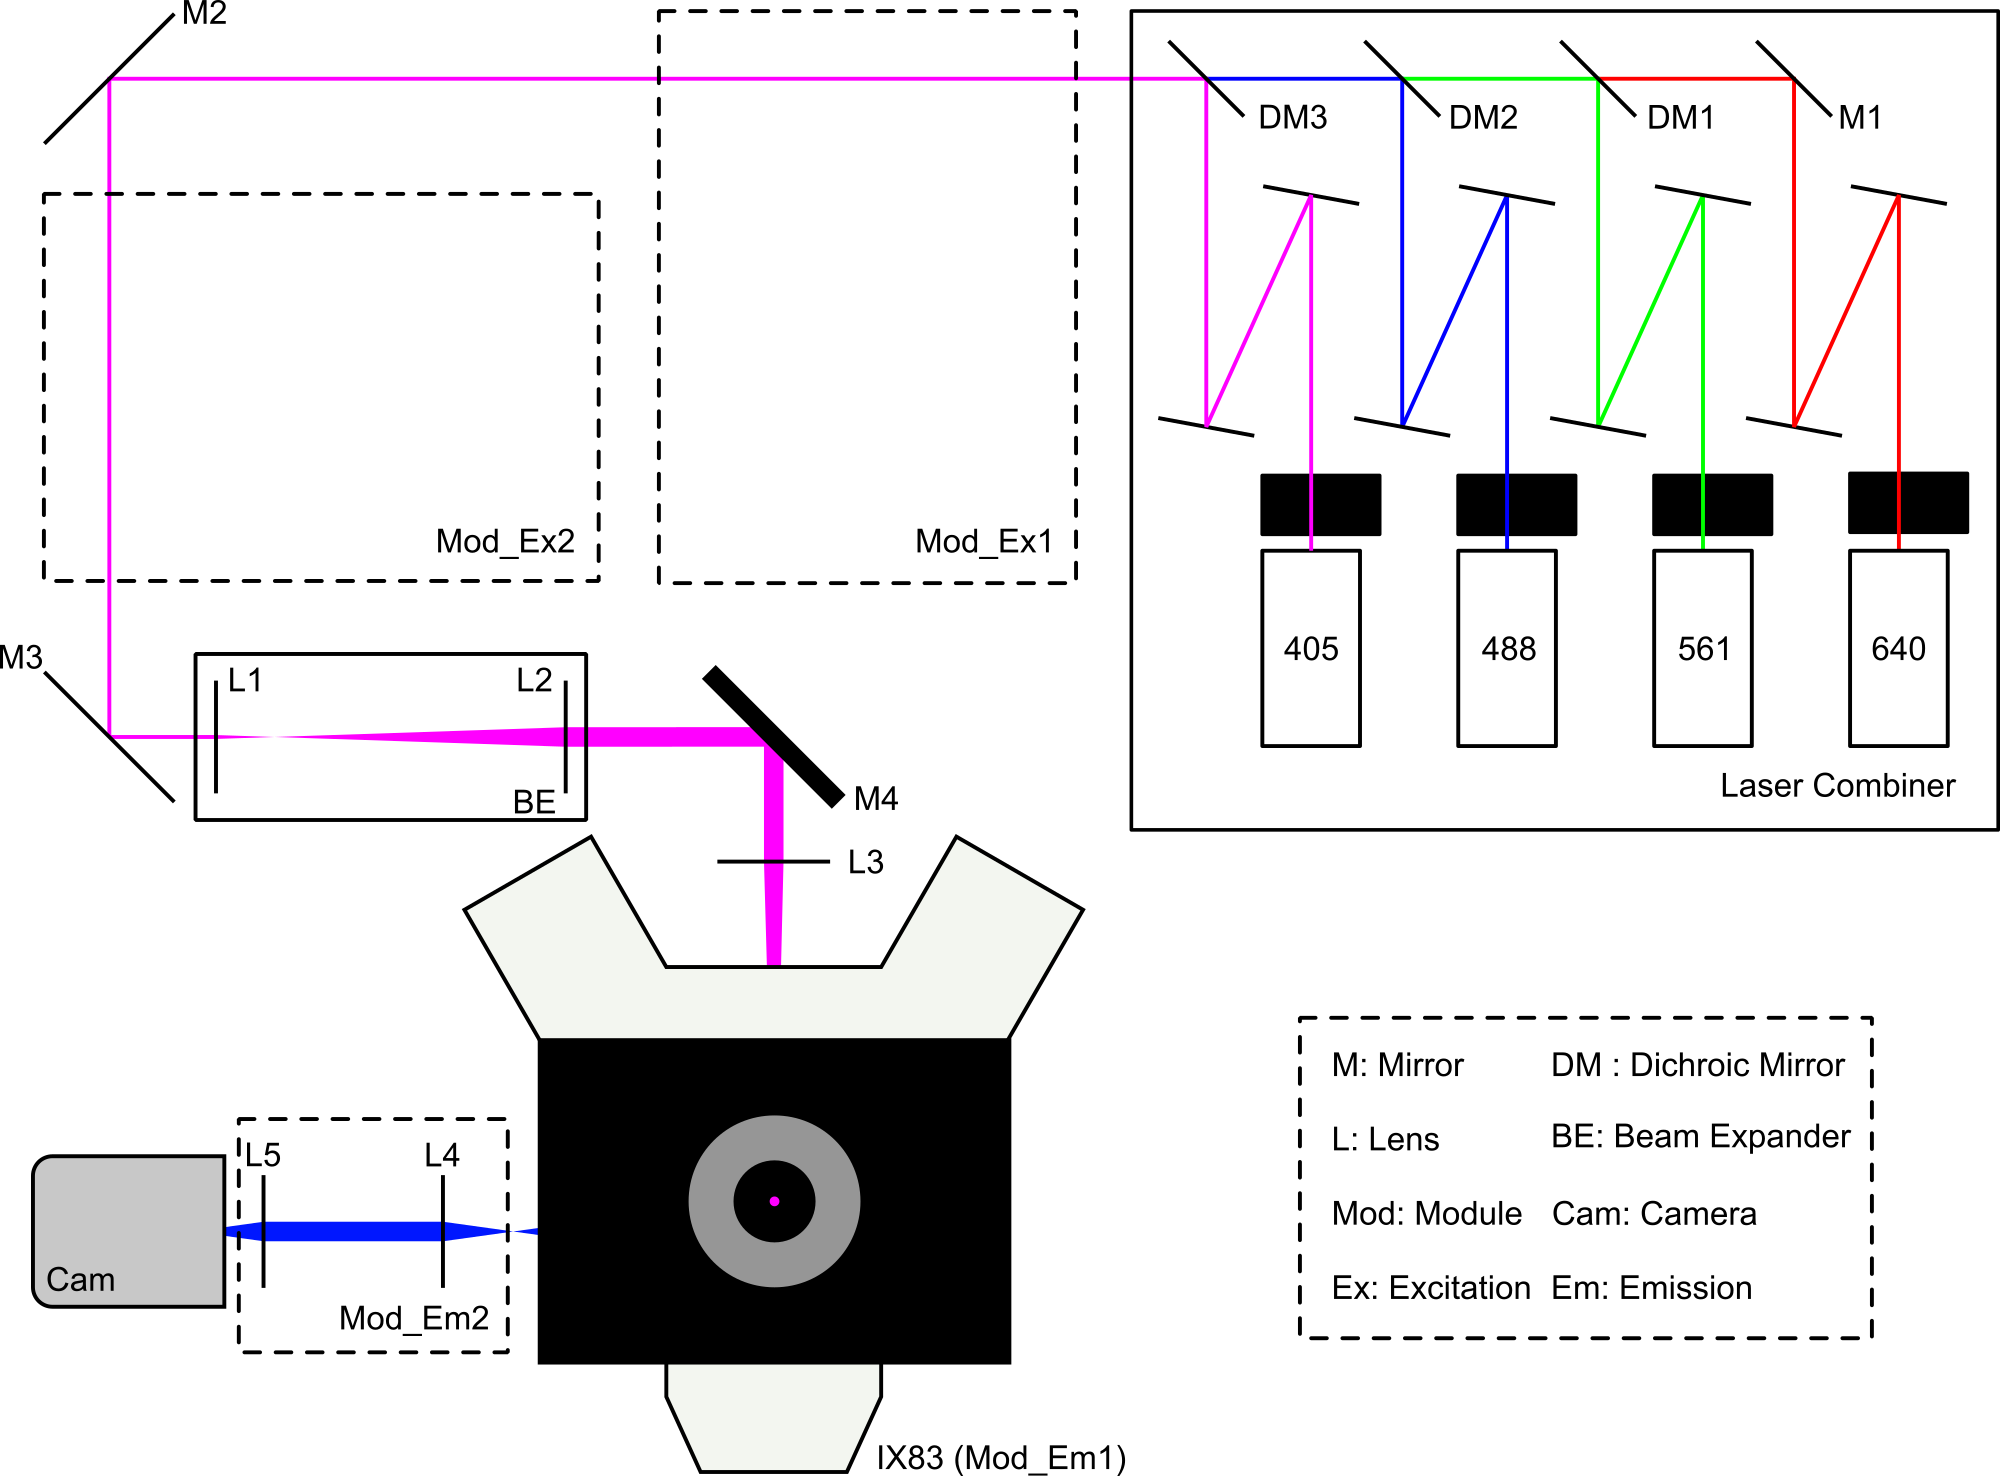 M2
DM3
DM2
DM1
M1
Mod_Ex2
Mod_Ex1
M3
L1
L2
BE
M4
405
488
561
640
Laser Combiner
L3
L5
L4
Cam
Mod_Em2
IX83 (Mod_Em1)
M: Mirror
DM : Dichroic Mirror
L: Lens
BE: Beam Expander
Mod: Module
Cam: Camera
Ex: Excitation
Em: Emission